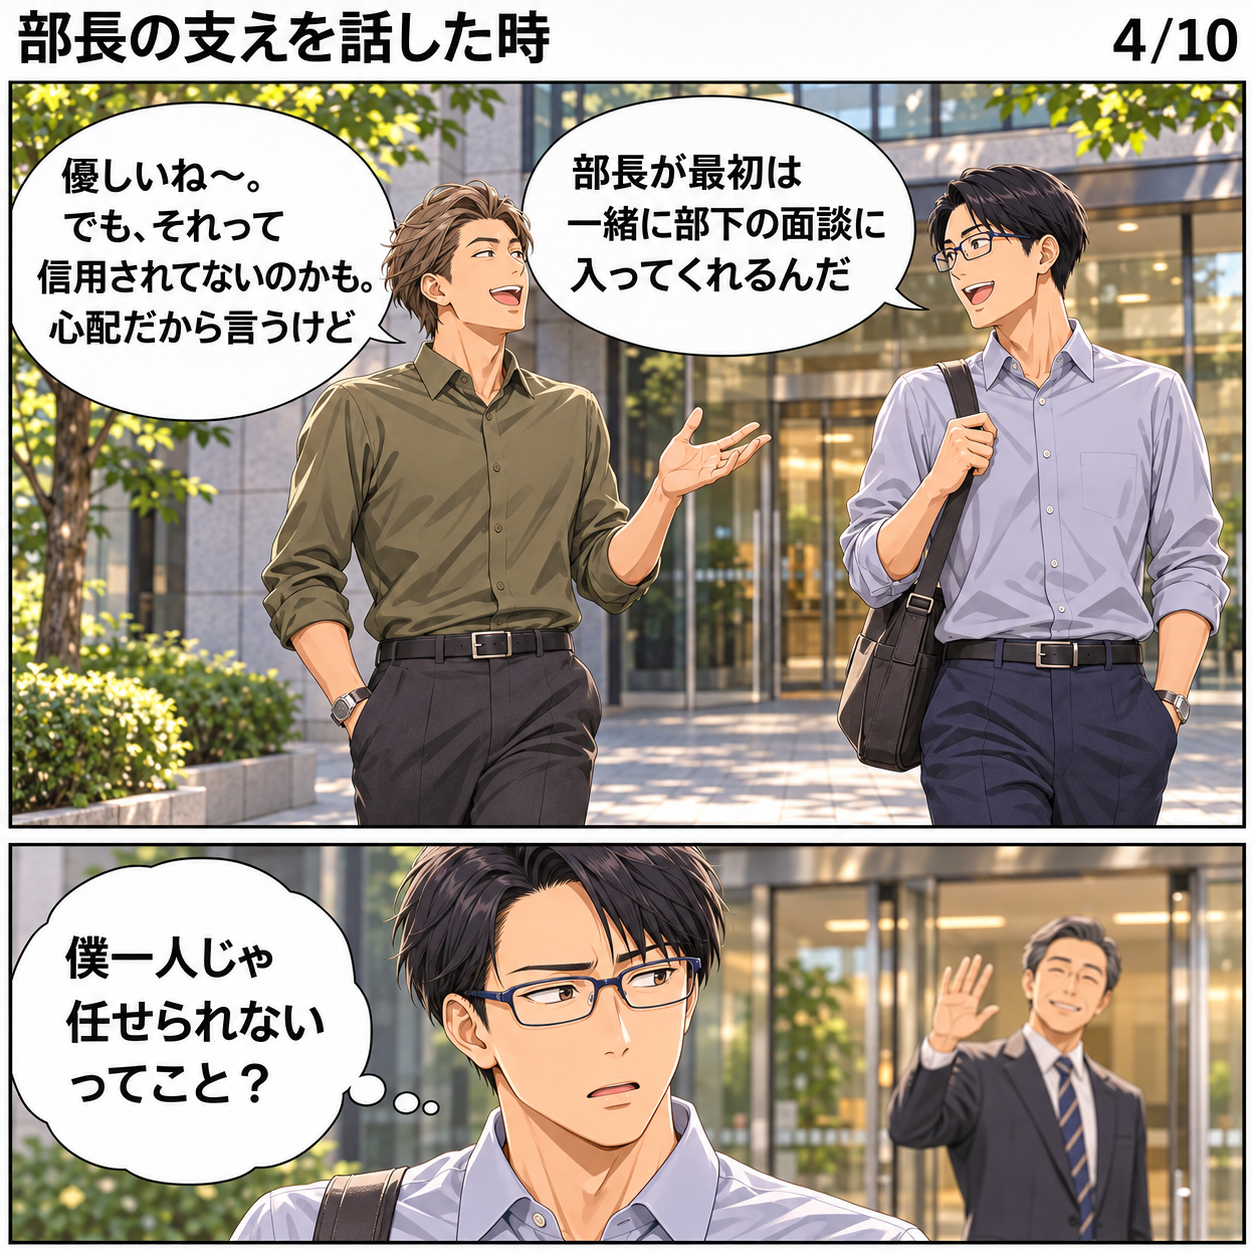 部長の支えを話した時
4/10
部長が最初は
一緒に部下の面談に
入ってくれるんだ
優しいね〜。
でも、それって
信用されてないのかも。
心配だから言うけど
僕一人じゃ
任せられない
ってこと？